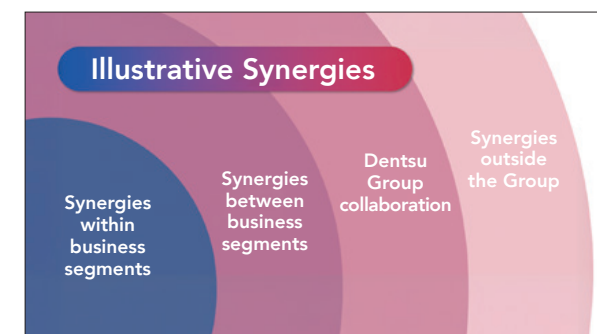 Illustrative Synergies
Synergies
within
business
segments
Synergies
between
business
segments
Dentsu
Group
collaboration
Synergies
outside
the Group